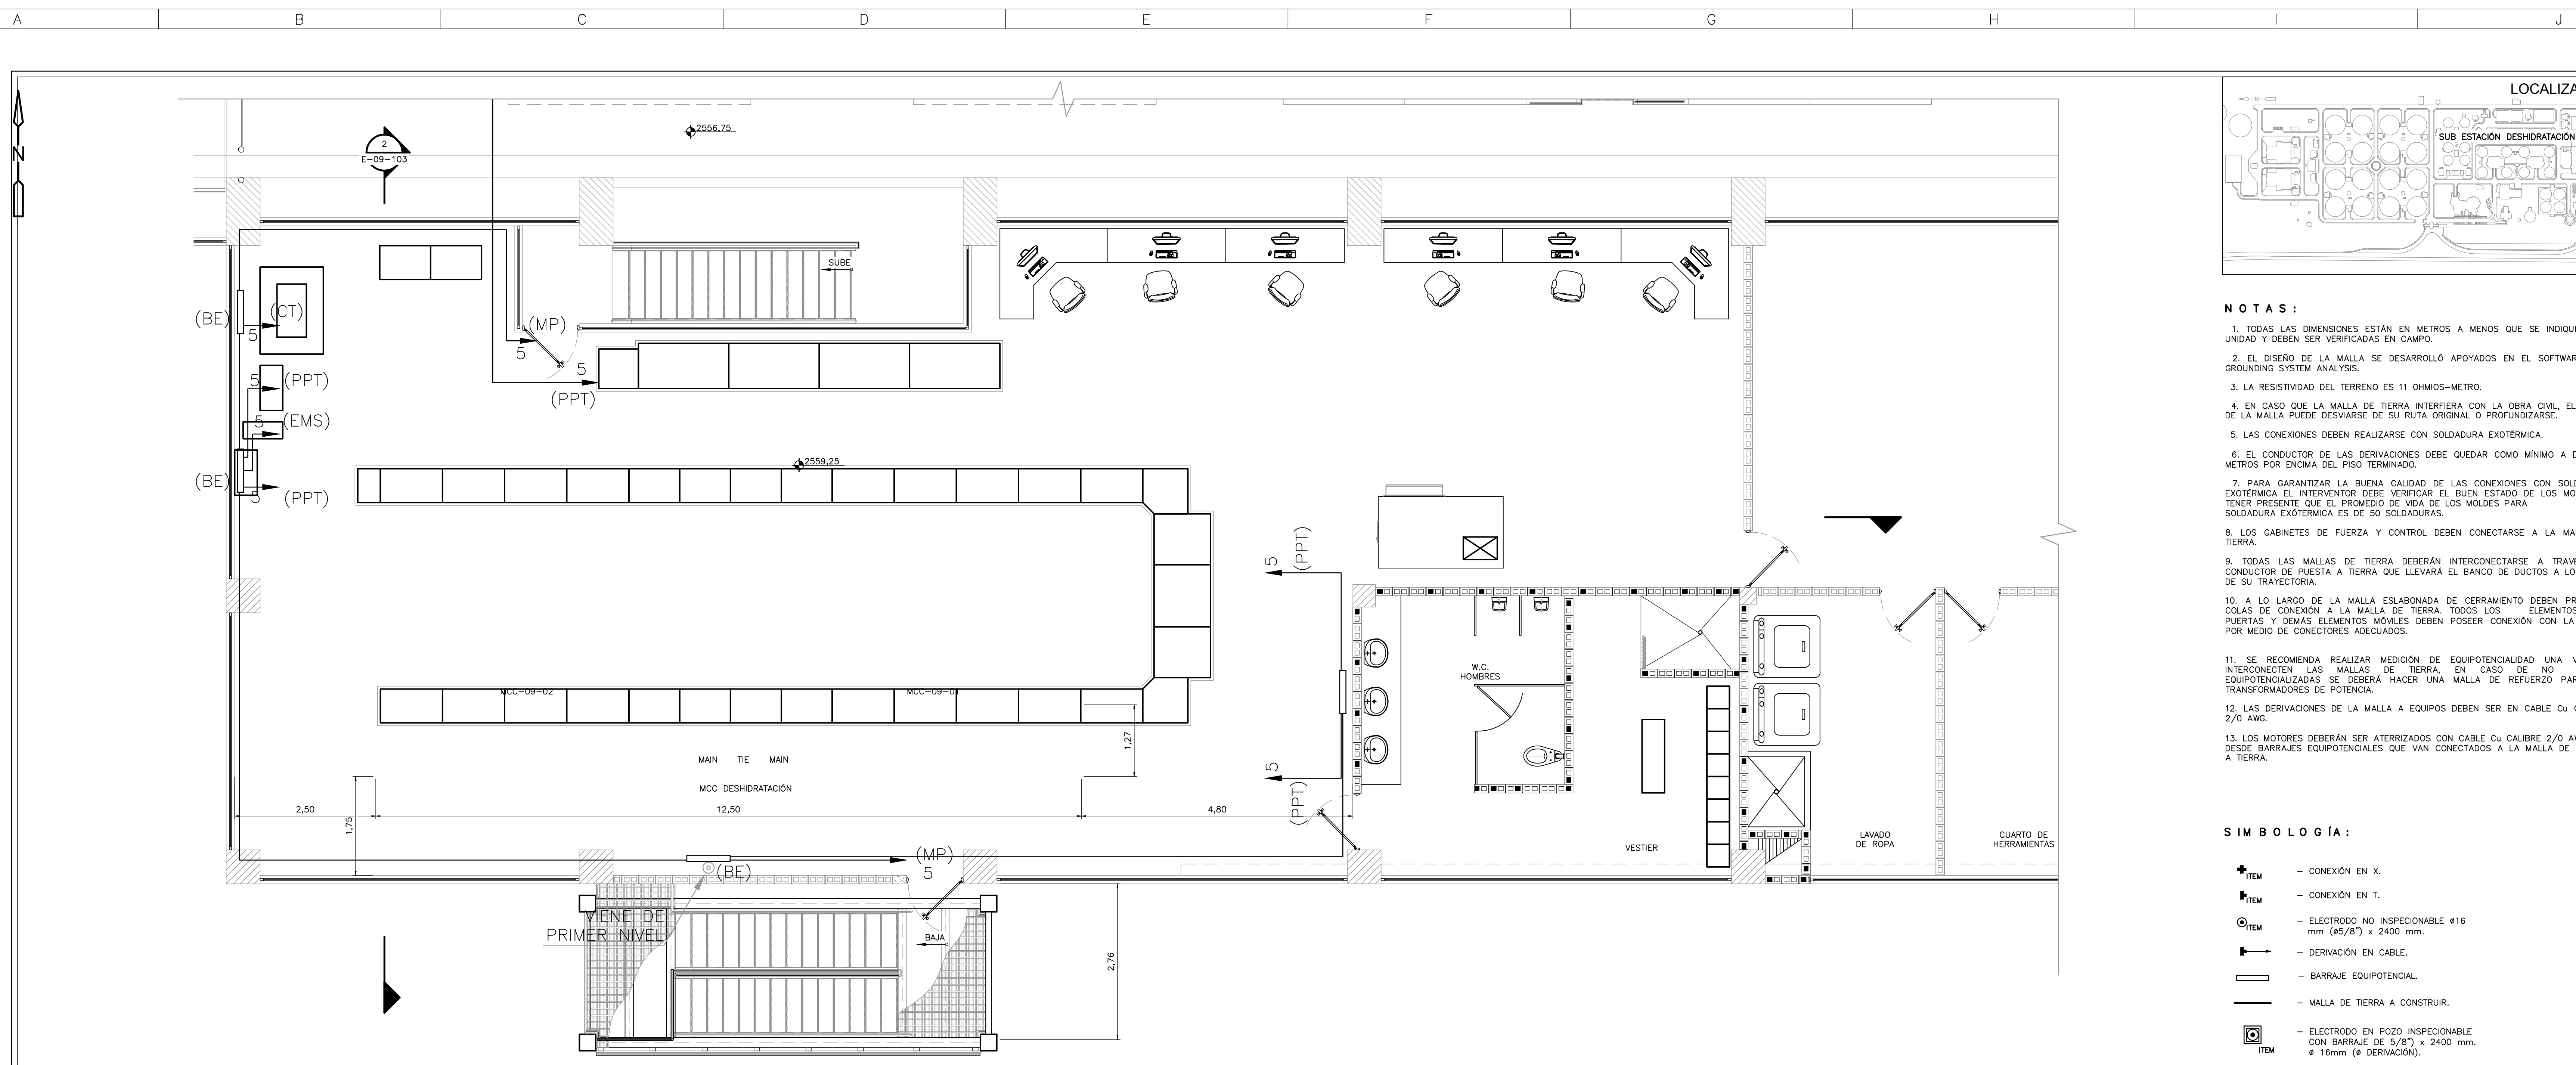 A B C D E F G H I J
N
2
E-09-103
2556,75
SUBE
(BE)
(CT)
5
(MP)
5
5
(PPT)
5
(PPT)
5
(EMS)
(BE)
5
(PPT)
2559,25
5
(PPT)
MCC-09-02
MCC-09-01
1,27
MAIN TIE MAIN
MCC DESHIDRATACIÓN
2,50
12,50
4,80
1,75
5
(PPT)
W.C.
HOMBRES
VESTIER
LAVADO
DE ROPA
CUARTO DE
HERRAMIENTAS
(MP)
5
(BE)
VIENE DE
PRIMER NIVEL
BAJA
2,76
LOCALIZA
N
SUB ESTACIÓN DESHIDRATACIÓN
NOTAS:
1. TODAS LAS DIMENSIONES ESTÁN EN METROS A MENOS QUE SE INDIQUE
UNIDAD Y DEBEN SER VERIFICADAS EN CAMPO.
2. EL DISEÑO DE LA MALLA SE DESARROLLÓ APOYADOS EN EL SOFTWAR
GROUNDING SYSTEM ANALYSIS.
3. LA RESISTIVIDAD DEL TERRENO ES 11 OHMIOS-METRO.
4. EN CASO QUE LA MALLA DE TIERRA INTERFIERA CON LA OBRA CIVIL, EL
DE LA MALLA PUEDE DESVIARSE DE SU RUTA ORIGINAL O PROFUNDIZARSE.
5. LAS CONEXIONES DEBEN REALIZARSE CON SOLDADURA EXOTÉRMICA.
6. EL CONDUCTOR DE LAS DERIVACIONES DEBE QUEDAR COMO MÍNIMO A D
METROS POR ENCIMA DEL PISO TERMINADO.
7. PARA GARANTIZAR LA BUENA CALIDAD DE LAS CONEXIONES CON SOLD
EXOTÉRMICA EL INTERVENTOR DEBE VERIFICAR EL BUEN ESTADO DE LOS MO
TENER PRESENTE QUE EL PROMEDIO DE VIDA DE LOS MOLDES PARA
SOLDADURA EXÓTERMICA ES DE 50 SOLDADURAS.
8. LOS GABINETES DE FUERZA Y CONTROL DEBEN CONECTARSE A LA MA
TIERRA.
9. TODAS LAS MALLAS DE TIERRA DEBERÁN INTERCONECTARSE A TRAVÉ
CONDUCTOR DE PUESTA A TIERRA QUE LLEVARÁ EL BANCO DE DUCTOS A LO
DE SU TRAYECTORIA.
10. A LO LARGO DE LA MALLA ESLABONADA DE CERRAMIENTO DEBEN PR
COLAS DE CONEXIÓN A LA MALLA DE TIERRA. TODOS LOS ELEMENTOS
PUERTAS Y DEMÁS ELEMENTOS MÓVILES DEBEN POSEER CONEXIÓN CON LA
POR MEDIO DE CONECTORES ADECUADOS.
11. SE RECOMIENDA REALIZAR MEDICIÓN DE EQUIPOTENCIALIDAD UNA V
INTERCONECTEN LAS MALLAS DE TIERRA, EN CASO DE NO
EQUIPOTENCIALIZADAS SE DEBERÁ HACER UNA MALLA DE REFUERZO PAR
TRANSFORMADORES DE POTENCIA.
12. LAS DERIVACIONES DE LA MALLA A EQUIPOS DEBEN SER EN CABLE Cu C
2/0 AWG.
13. LOS MOTORES DEBERÁN SER ATERRIZADOS CON CABLE Cu CALIBRE 2/0 AW
DESDE BARRAJES EQUIPOTENCIALES QUE VAN CONECTADOS A LA MALLA DE
A TIERRA.
SIMBOLOGÍA:
ITEM – CONEXIÓN EN X.
ITEM – CONEXIÓN EN T.
ITEM – ELECTRODO NO INSPECIONABLE ø16
mm (ø5/8") x 2400 mm.
– DERIVACIÓN EN CABLE.
– BARRAJE EQUIPOTENCIAL.
– MALLA DE TIERRA A CONSTRUIR.
ITEM – ELECTRODO EN POZO INSPECIONABLE
CON BARRAJE DE 5/8") x 2400 mm.
ø 16mm (ø DERIVACIÓN).